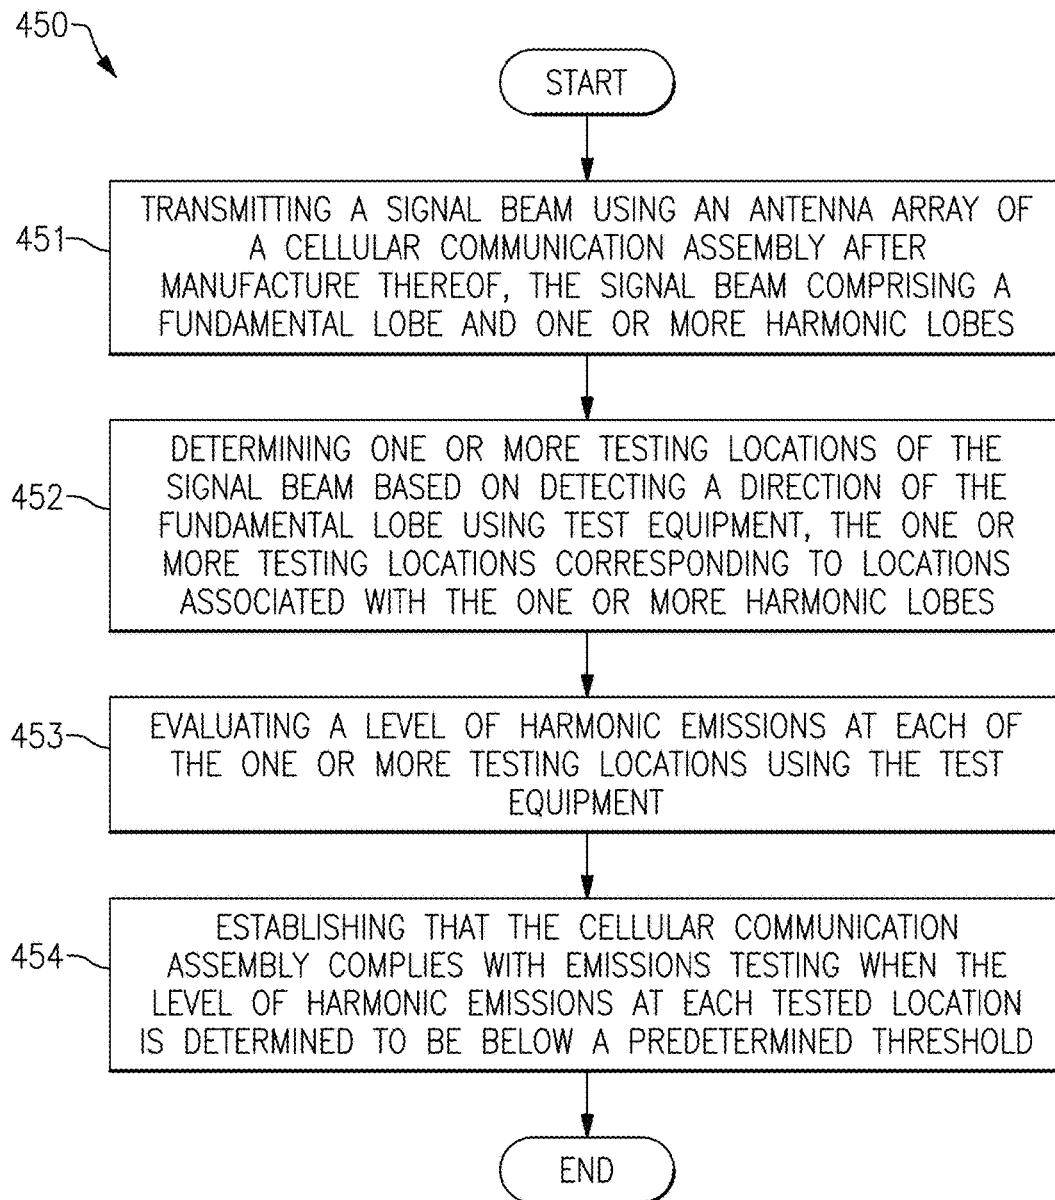 450
START
451
TRANSMITTING A SIGNAL BEAM USING AN ANTENNA ARRAY OF
A CELLULAR COMMUNICATION ASSEMBLY AFTER
MANUFACTURE THEREOF, THE SIGNAL BEAM COMPRISING A
FUNDAMENTAL LOBE AND ONE OR MORE HARMONIC LOBES
452
DETERMINING ONE OR MORE TESTING LOCATIONS OF THE
SIGNAL BEAM BASED ON DETECTING A DIRECTION OF THE
FUNDAMENTAL LOBE USING TEST EQUIPMENT, THE ONE OR
MORE TESTING LOCATIONS CORRESPONDING TO LOCATIONS
ASSOCIATED WITH THE ONE OR MORE HARMONIC LOBES
453
EVALUATING A LEVEL OF HARMONIC EMISSIONS AT EACH OF
THE ONE OR MORE TESTING LOCATIONS USING THE TEST
EQUIPMENT
454
ESTABLISHING THAT THE CELLULAR COMMUNICATION
ASSEMBLY COMPLIES WITH EMISSIONS TESTING WHEN THE
LEVEL OF HARMONIC EMISSIONS AT EACH TESTED LOCATION
IS DETERMINED TO BE BELOW A PREDETERMINED THRESHOLD
END